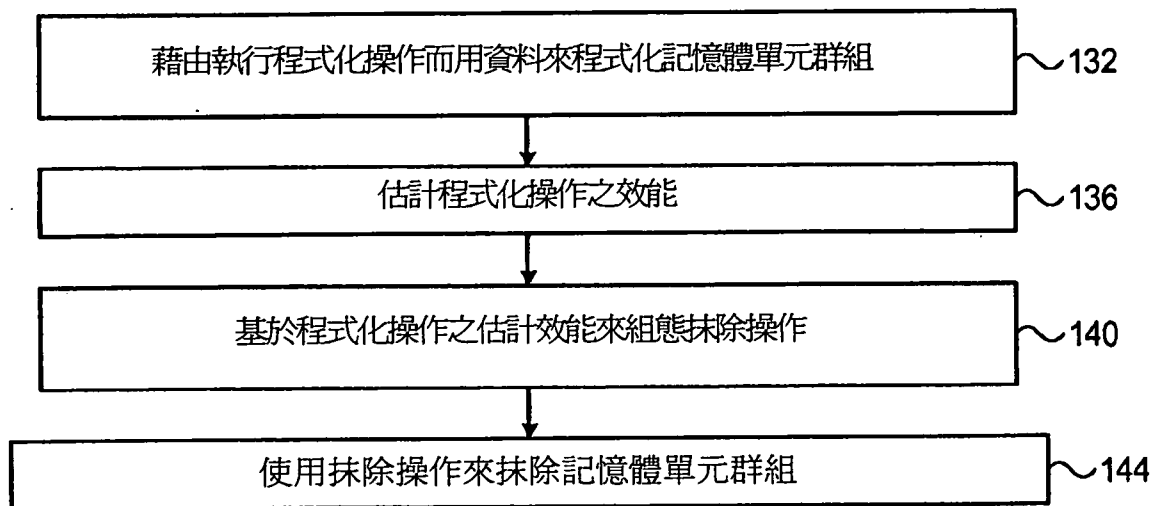 藉由執行程式化操作而用資料來程式化記憶體單元群組
132
估計程式化操作之效能
136
基於程式化操作之估計效能來組態抹除操作
140
使用抹除操作來抹除記憶體單元群組
144